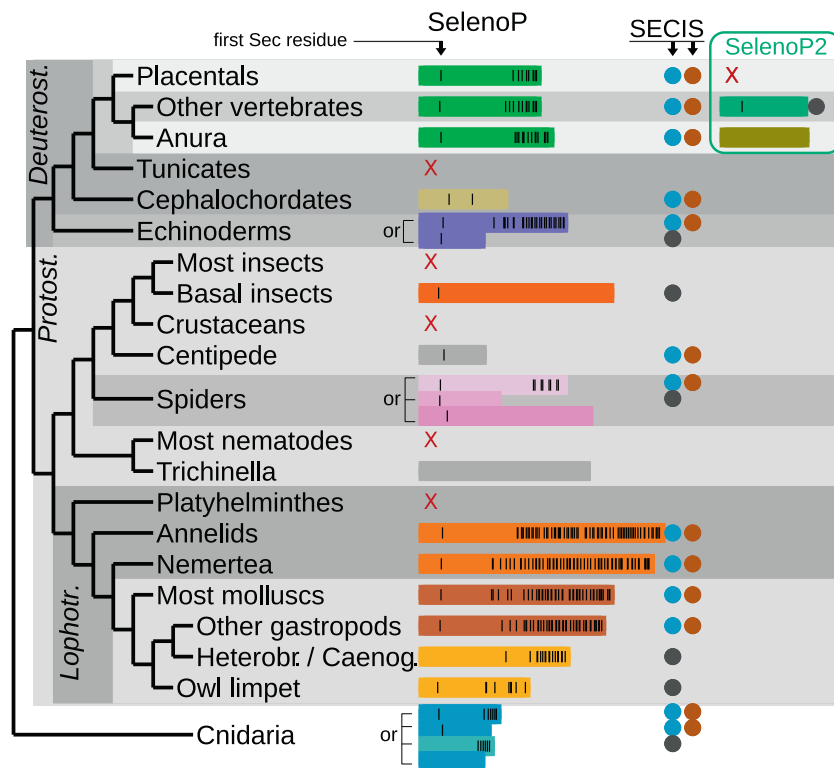 SelenoP
first Sec residue
SECIS
SelenoP2
Deuterost.
Placentals
X
Other vertebrates
Anura
Tunicates
X
Cephalochordates
Echinoderms
or
Protost.
Most insects
X
Basal insects
Crustaceans
X
Centipede
Spiders
or
Most nematodes
X
Trichinella
Lophotr.
Platyhelminthes
X
Annelids
Nemertea
Most molluscs
Other gastropods
Heterobr. / Caenog.
Owl limpet
Cnidaria
or